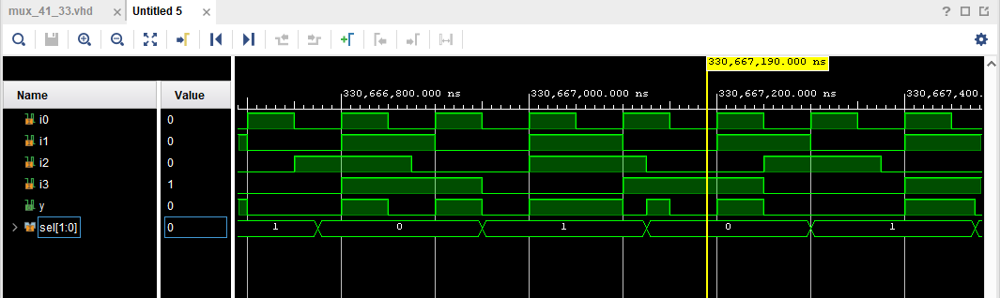 mux_41_33.vhd × Untitled 5 ×
?
330,667,190.000 ns
Name Value
330,666,800.000 ns 330,667,000.000 ns 330,667,200.000 ns 330,667,400.
i0 0
i1 0
i2 0
i3 1
y 0
sel[1:0] 0 1 0 1 0 1